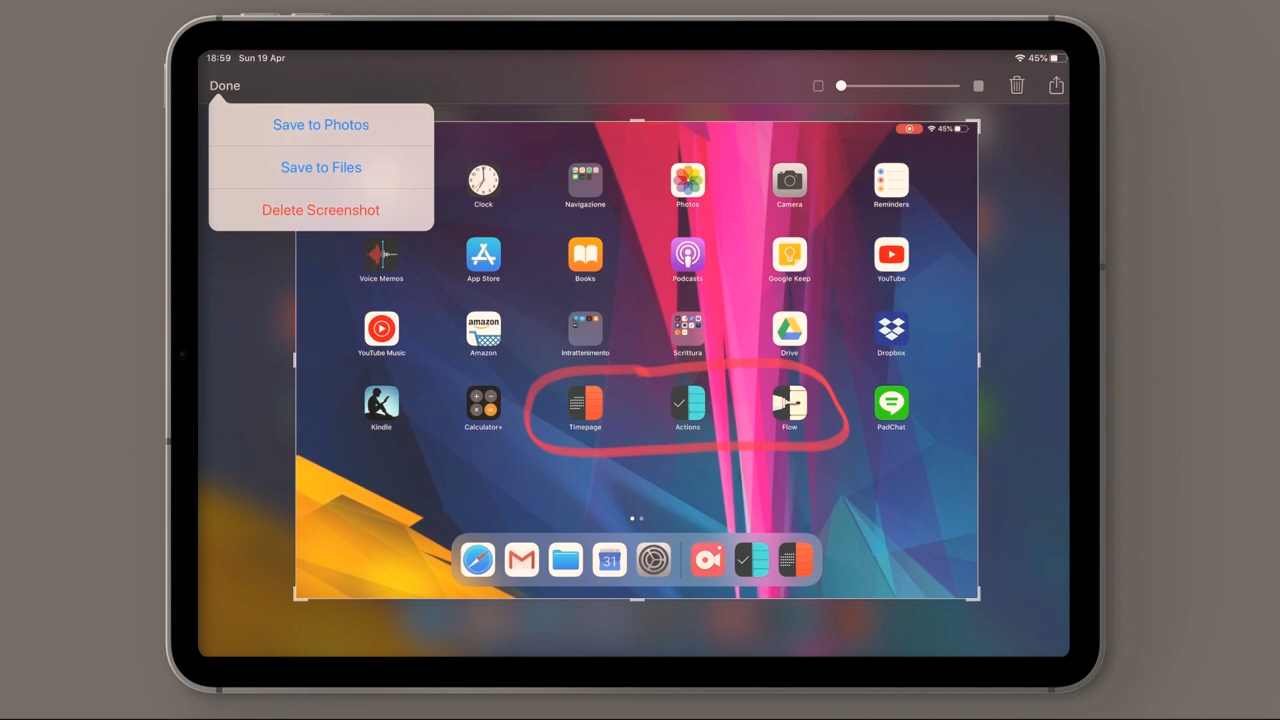 18:59 Sun 19 Apr
45%
Done
Save to Photos
Save to Files
Delete Screenshot
45%
Clock Navigazione Photos Camera Reminders
Voice Memos App Store Books Podcasts Google Keep YouTube
amazon
YouTube Music Amazon Intrattenimento Scrittura Drive Dropbox
Kindle Calculator+ Timepage Actions Flow PadChat
31